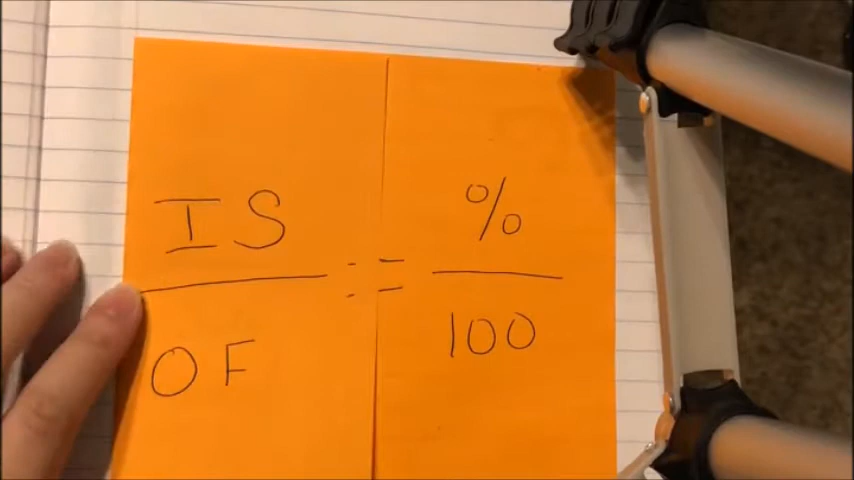 IS = %
OF 100